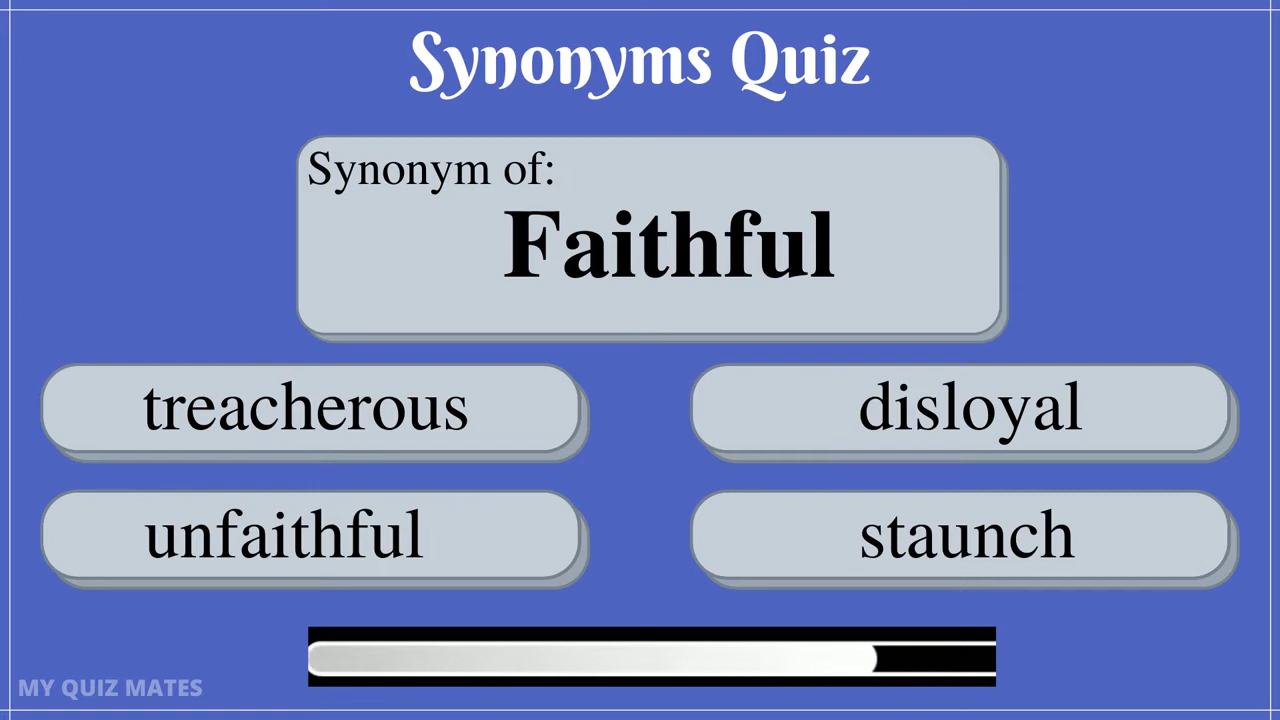 Synonyms Quiz
Synonym of:
Faithful
treacherous
disloyal
unfaithful
staunch
MY QUIZ MATES